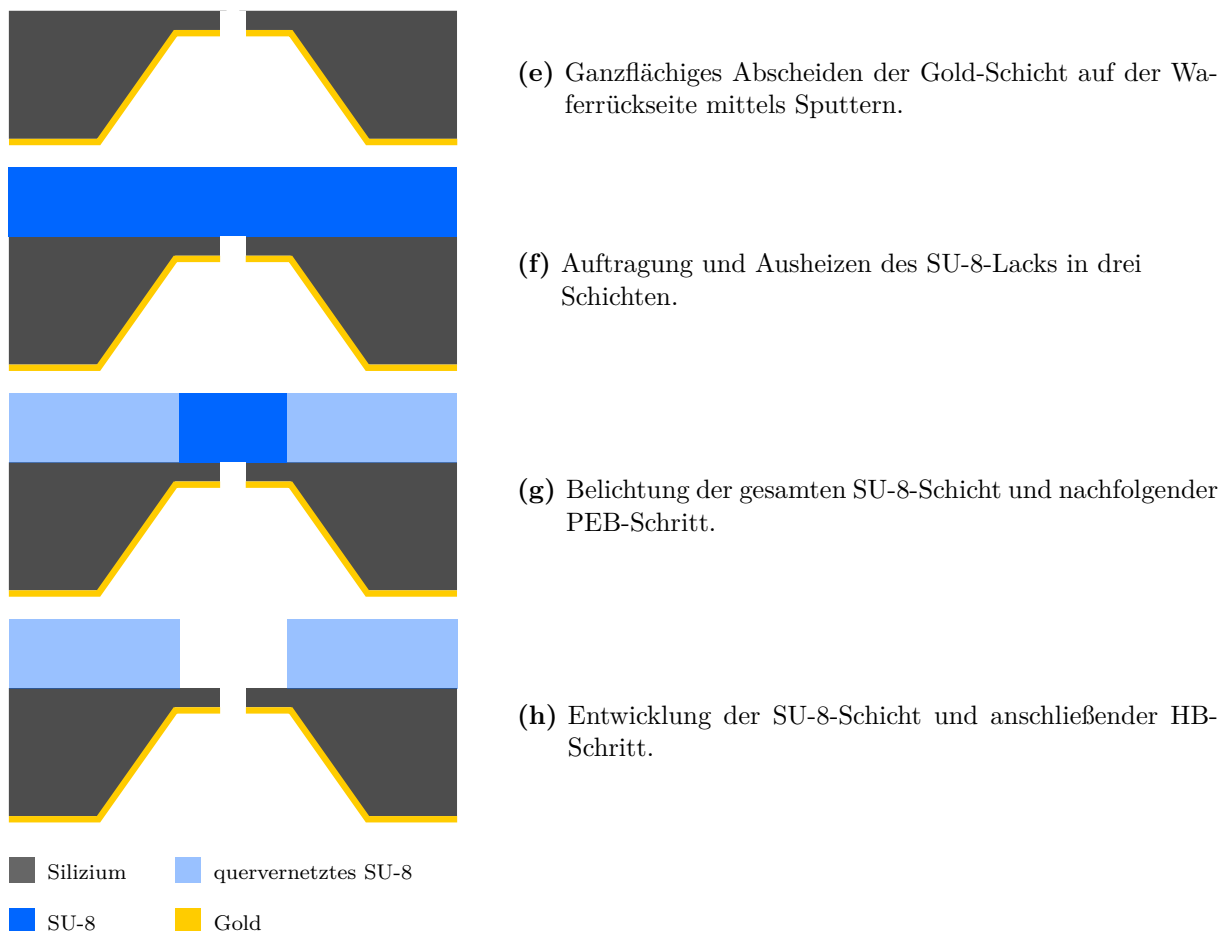 (e) Ganzflächiges Abscheiden der Gold-Schicht auf der Wa-
ferrückseite mittels Sputtern.
(f) Auftragung und Ausheizen des SU-8-Lacks in drei
Schichten.
(g) Belichtung der gesamten SU-8-Schicht und nachfolgender
PEB-Schritt.
(h) Entwicklung der SU-8-Schicht und anschließender HB-
Schritt.
Silizium
quervernetztes SU-8
SU-8
Gold